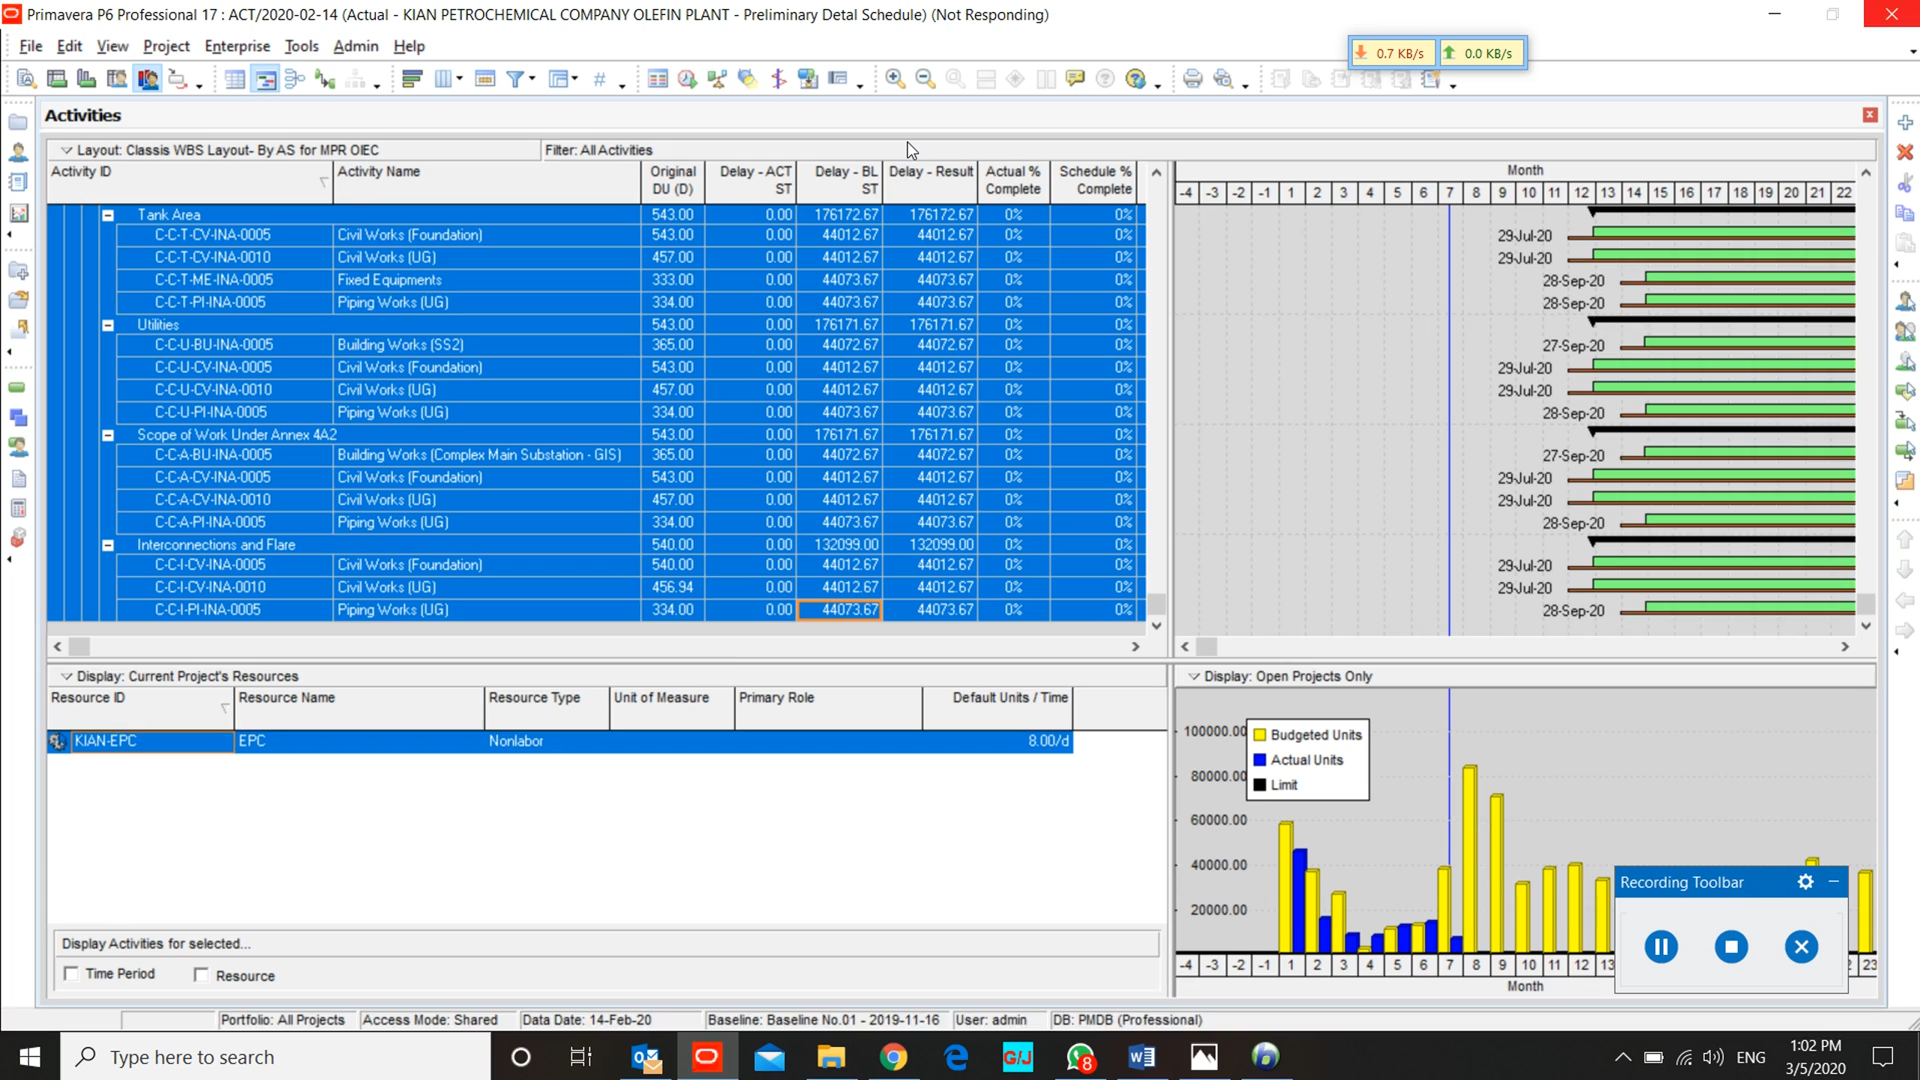 Primavera P6 Professional 17 : ACT/2020-02-14 (Actual - KIAN PETROCHEMICAL COMPANY OLEFIN PLANT - Preliminary Detal Schedule) (Not Responding)
File Edit View Project Enterprise Tools Admin Help
0.7 KB/s 0.0 KB/s
Activities
Layout: Classis WBS Layout- By AS for MPR OIEC Filter: All Activities
Activity ID Activity Name Original DU (D) Delay - ACT ST Delay - BL ST Delay - Result Actual % Complete Schedule % Complete
Month
-4 -3 -2 -1 1 2 3 4 5 6 7 8 9 10 11 12 13 14 15 16 17 18 19 20 21 22
Tank Area 543.00 0.00 176172.67 176172.67 0% 0%
C-C-T-CV-INA-0005 Civil Works (Foundation) 543.00 0.00 44012.67 44012.67 0% 0% 29-Jul-20
C-C-T-CV-INA-0010 Civil Works (UG) 457.00 0.00 44012.67 44012.67 0% 0% 29-Jul-20
C-C-T-ME-INA-0005 Fixed Equipments 333.00 0.00 44073.67 44073.67 0% 0% 28-Sep-20
C-C-T-PI-INA-0005 Piping Works (UG) 334.00 0.00 44073.67 44073.67 0% 0% 28-Sep-20
Utilities 543.00 0.00 176171.67 176171.67 0% 0%
C-C-U-BU-INA-0005 Building Works (SS2) 365.00 0.00 44072.67 44072.67 0% 0% 27-Sep-20
C-C-U-CV-INA-0005 Civil Works (Foundation) 543.00 0.00 44012.67 44012.67 0% 0% 29-Jul-20
C-C-U-CV-INA-0010 Civil Works (UG) 457.00 0.00 44012.67 44012.67 0% 0% 29-Jul-20
C-C-U-PI-INA-0005 Piping Works (UG) 334.00 0.00 44073.67 44073.67 0% 0% 28-Sep-20
Scope of Work Under Annex 4A2 543.00 0.00 176171.67 176171.67 0% 0%
C-C-A-BU-INA-0005 Building Works (Complex Main Substation - GIS) 365.00 0.00 44072.67 44072.67 0% 0% 27-Sep-20
C-C-A-CV-INA-0005 Civil Works (Foundation) 543.00 0.00 44012.67 44012.67 0% 0% 29-Jul-20
C-C-A-CV-INA-0010 Civil Works (UG) 457.00 0.00 44012.67 44012.67 0% 0% 29-Jul-20
C-C-A-PI-INA-0005 Piping Works (UG) 334.00 0.00 44073.67 44073.67 0% 0% 28-Sep-20
Interconnections and Flare 540.00 0.00 132099.00 132099.00 0% 0%
C-C-I-CV-INA-0005 Civil Works (Foundation) 540.00 0.00 44012.67 44012.67 0% 0% 29-Jul-20
C-C-I-CV-INA-0010 Civil Works (UG) 456.94 0.00 44012.67 44012.67 0% 0% 29-Jul-20
C-C-I-PI-INA-0005 Piping Works (UG) 334.00 0.00 44073.67 44073.67 0% 0% 28-Sep-20
Display: Current Project's Resources
Resource ID Resource Name Resource Type Unit of Measure Primary Role Default Units / Time
KIAN-EPC EPC Nonlabor 8.00/d
Display Activities for selected...
Time Period Resource
Display: Open Projects Only
100000.00
80000.00
60000.00
40000.00
20000.00
Budgeted Units
Actual Units
Limit
-4 -3 -2 -1 1 2 3 4 5 6 7 8 9 10 11 12 13 23
Month
Recording Toolbar
Portfolio: All Projects Access Mode: Shared Data Date: 14-Feb-20 Baseline: Baseline No.01 - 2019-11-16 User: admin DB: PMDB (Professional)
Type here to search
G/J
8
ENG
1:02 PM
3/5/2020